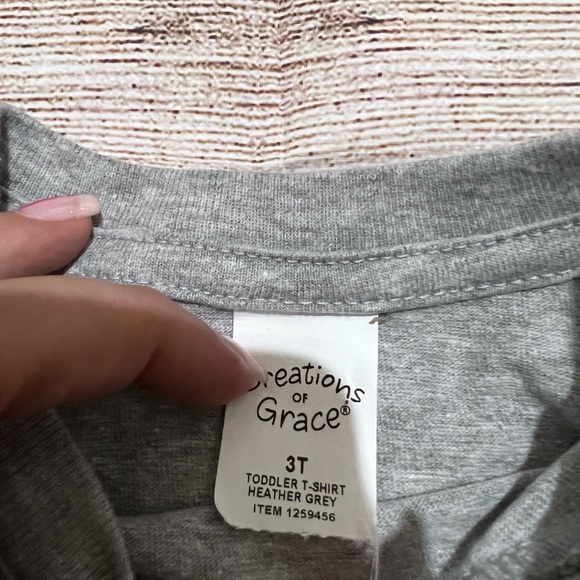 Creations
OF
Grace®
3T
TODDLER T-SHIRT
HEATHER GREY
ITEM 1259456